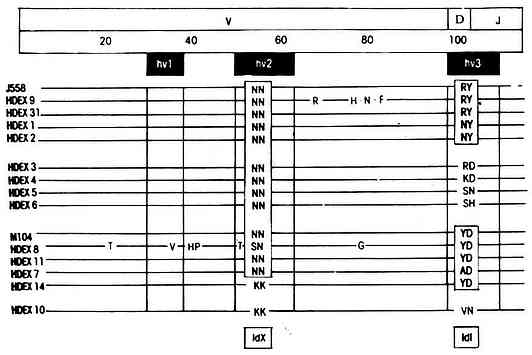 V D J
20 40 60 80 100
hv1 hv2 hv3
J558 NN RY
HDEX 9 NN R H N F RY
HDEX 31 NN RY
HDEX 1 NN NY
HDEX 2 NN NY
HDEX 3 NN RD
HDEX 4 NN KD
HDEX 5 NN SN
HDEX 6 NN SH
M104 NN YD
HDEX 8 T V HP T SN G YD
HDEX 11 NN YD
HDEX 7 NN AD
HDEX 14 KK YD
HDEX 10 KK VN
IdX IdI